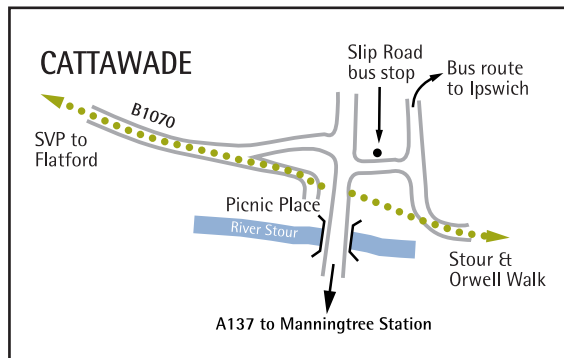 CATTAWADE
Slip Road
bus stop
Bus route
to Ipswich
B1070
SVP to
Flatford
Picnic Place
River Stour
Stour &
Orwell Walk
A137 to Manningtree Station